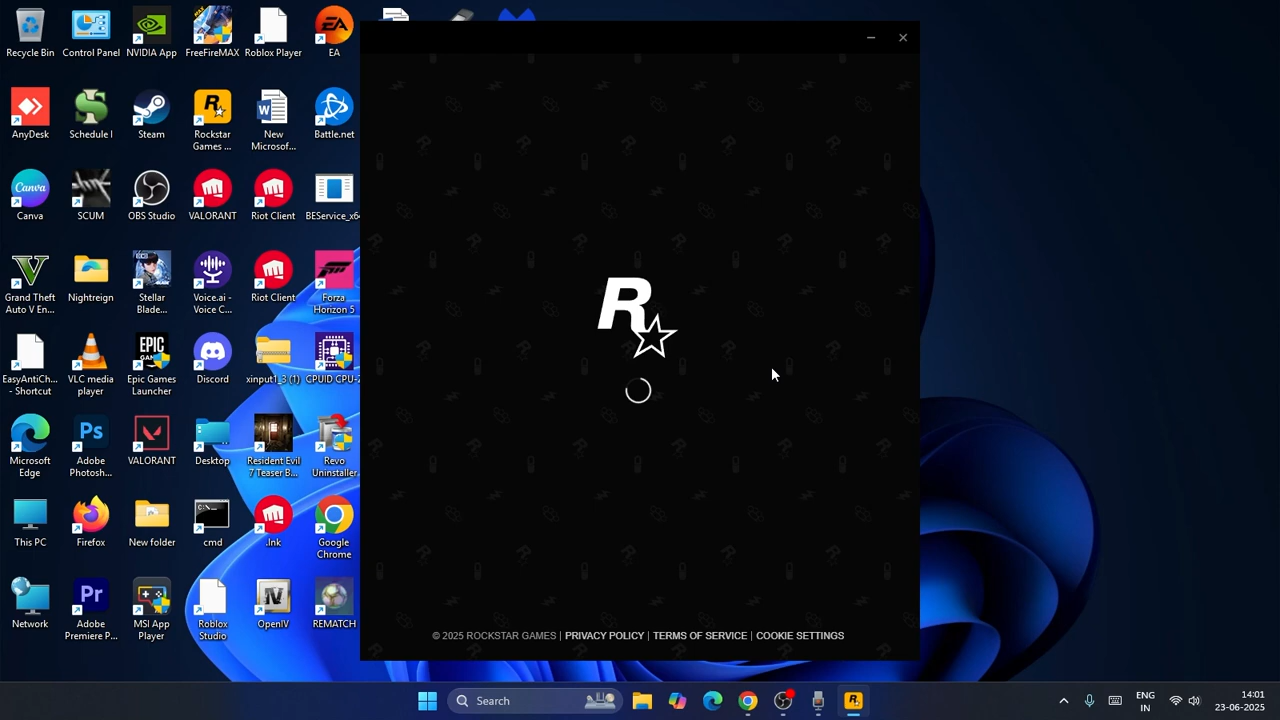 Recycle Bin
Control Panel
NVIDIA App
FreeFireMAX
Roblox Player
EA
AnyDesk
Schedule I
Steam
Rockstar
Games ...
New
Microsof...
Battle.net
Canva
SCUM
OBS Studio
VALORANT
Riot Client
BEService_x64
Grand Theft
Auto V En...
Nightreign
Stellar
Blade...
Voice.ai -
Voice C...
Riot Client
Forza
Horizon 5
EasyAntiCh...
- Shortcut
VLC media
player
Epic Games
Launcher
Discord
xinput1_3 (1)
CPUID CPU-Z
Microsoft
Edge
Adobe
Photosh...
VALORANT
Desktop
Resident Evil
7 Teaser B...
Revo
Uninstaller
This PC
Firefox
New folder
cmd
.lnk
Google
Chrome
Network
Adobe
Premiere P...
MSI App
Player
Roblox
Studio
OpenIV
REMATCH
© 2025 ROCKSTAR GAMES | PRIVACY POLICY | TERMS OF SERVICE | COOKIE SETTINGS
Search
ENG
IN
14:01
23-06-2025